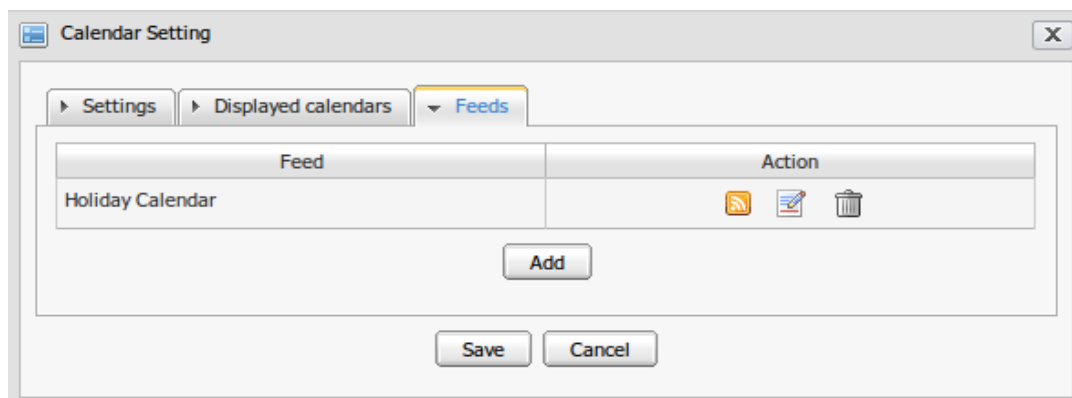 Calendar Setting
X
Settings Displayed calendars Feeds
Feed Action
Holiday Calendar
Add
Save Cancel